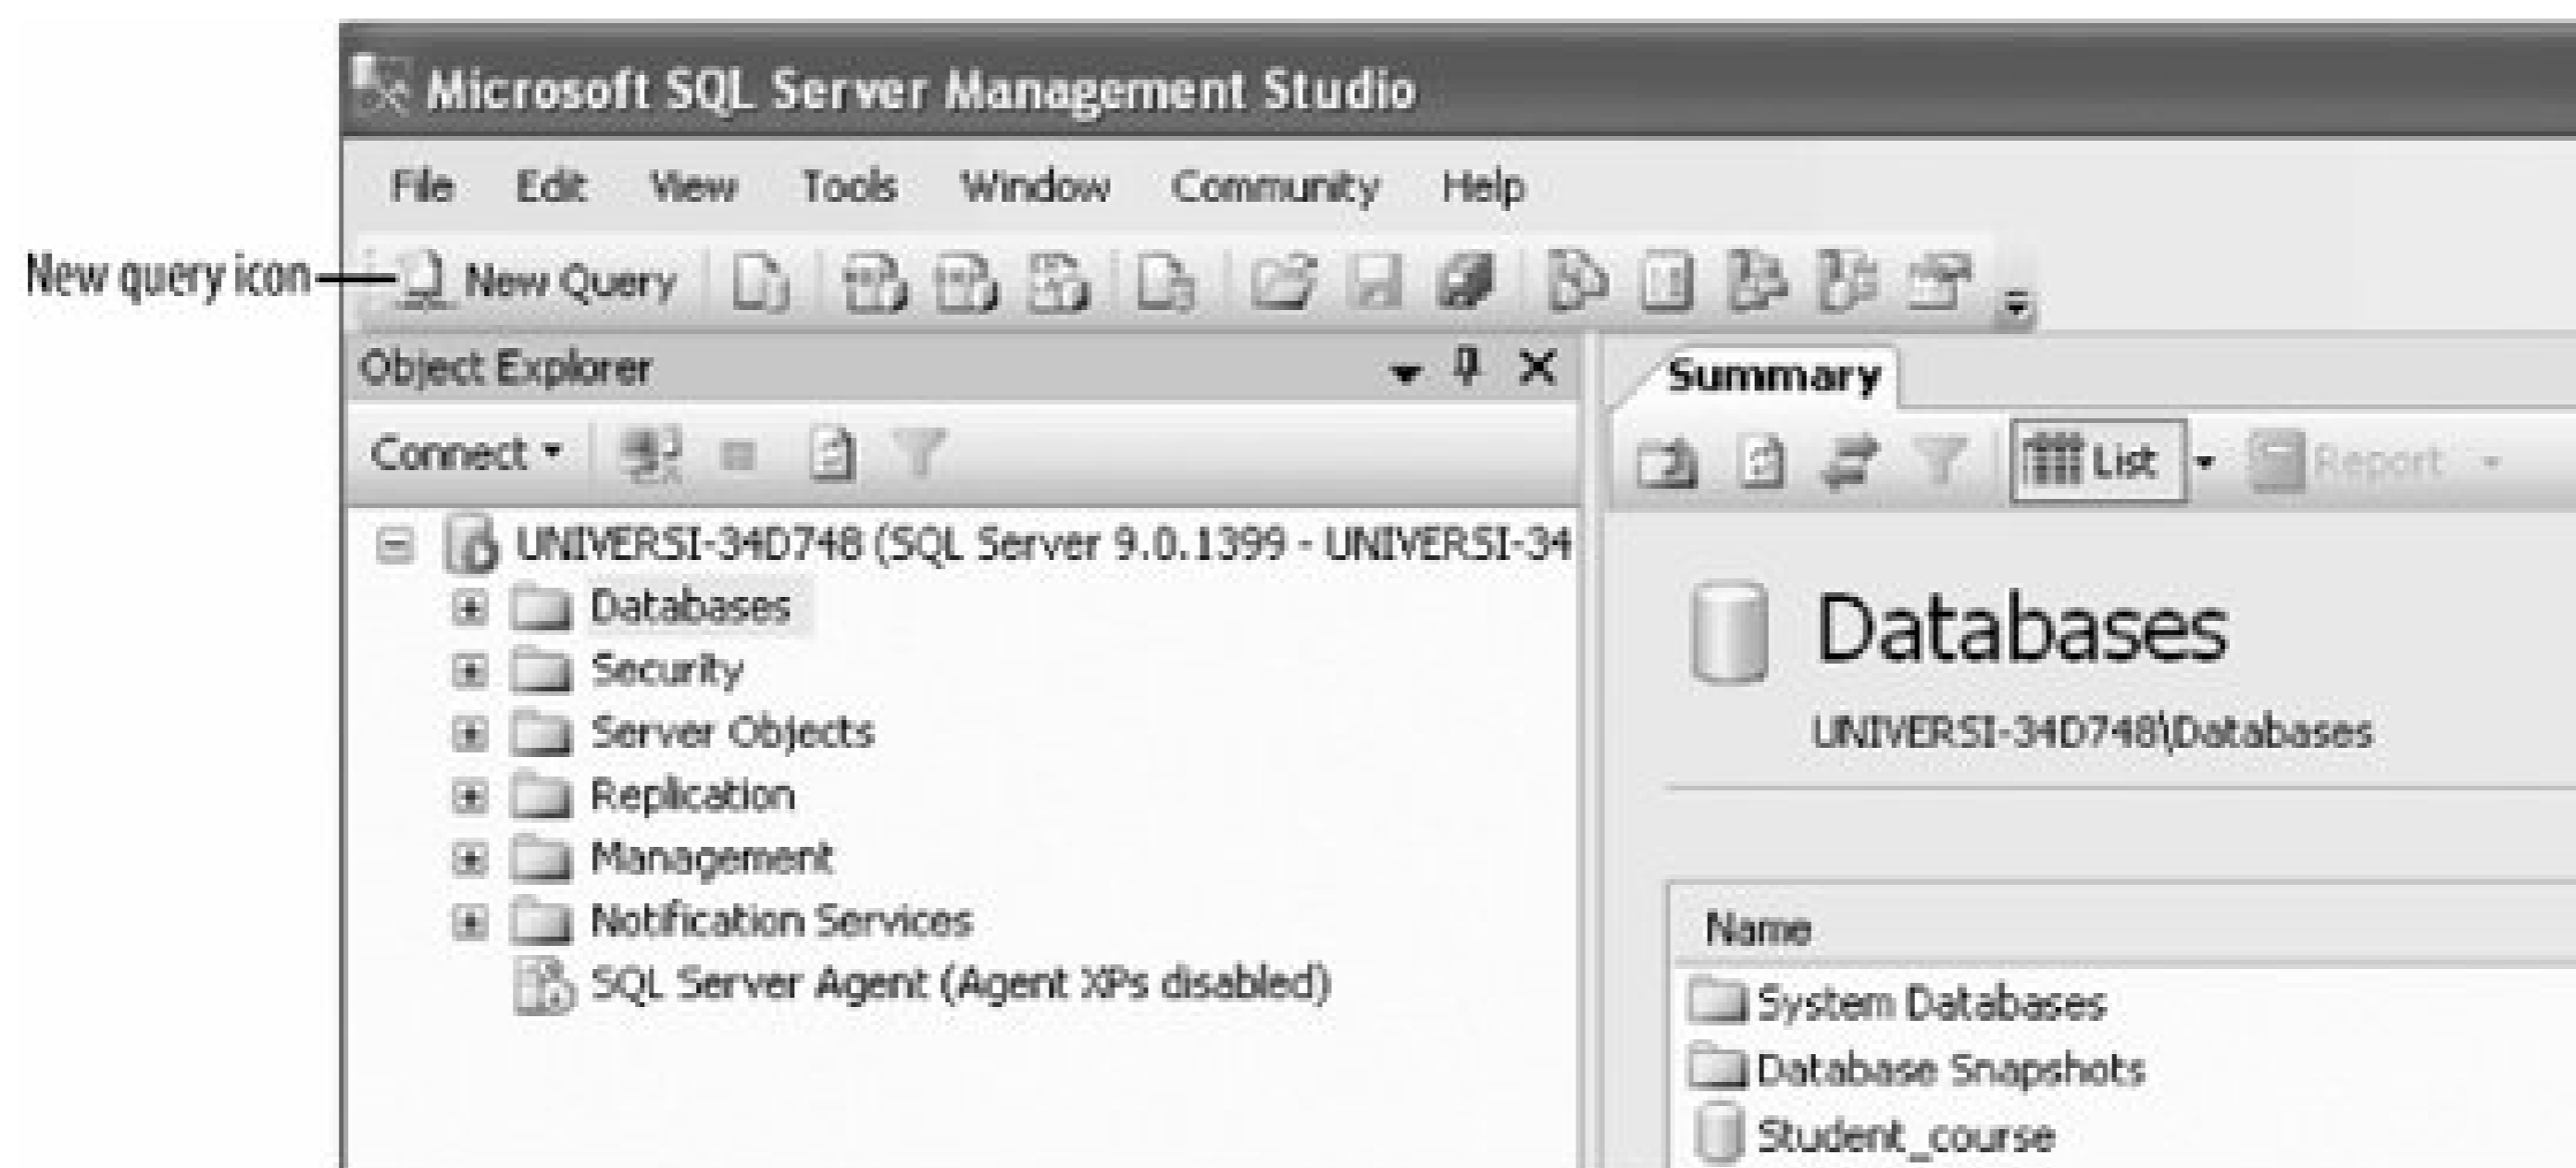 Microsoft SQL Server Management Studio
File Edit View Tools Window Community Help
New query icon
New Query
Object Explorer
Summary
Connect
List
Report
UNIVERSI-34D748 (SQL Server 9.0.1399 - UNIVERSI-34
Databases
Security
Server Objects
Replication
Management
Notification Services
SQL Server Agent (Agent XPs disabled)
Databases
UNIVERSI-34D748\Databases
Name
System Databases
Database Snapshots
Student_course